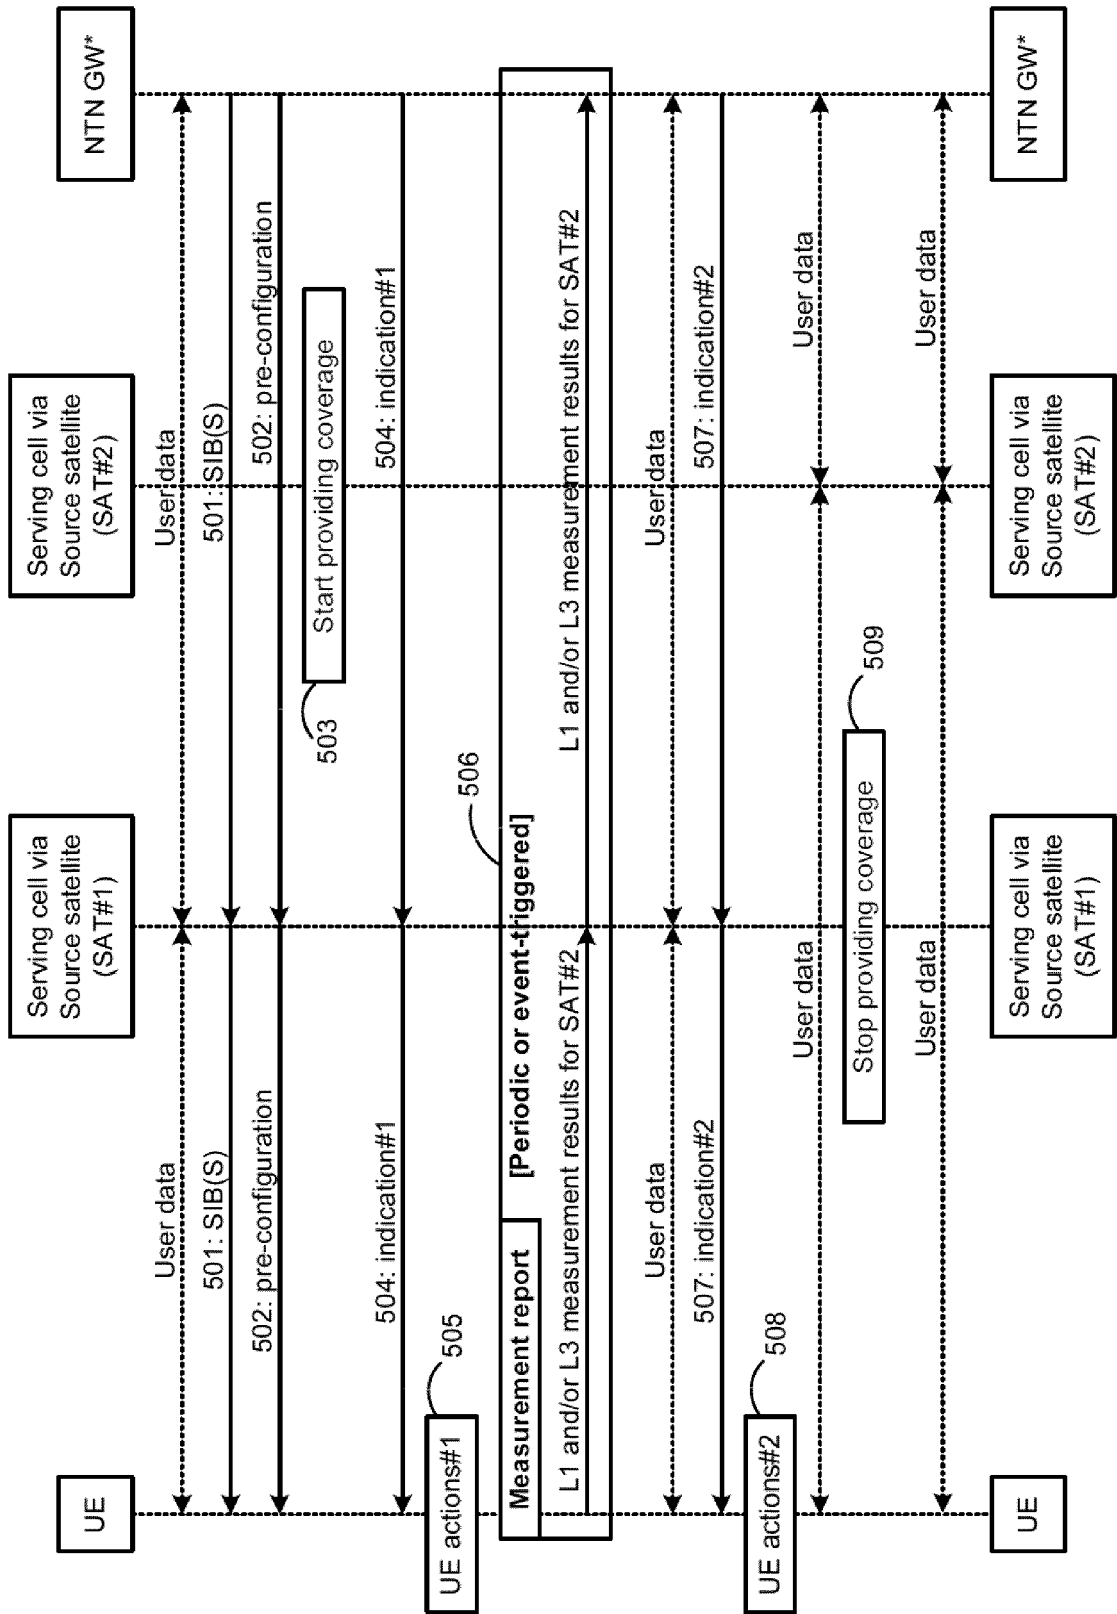 UE
Serving cell via
Source satellite
(SAT#1)
Serving cell via
Source satellite
(SAT#2)
NTN GW*
User data
User data
501: SIB(S)
501: SIB(S)
502: pre-configuration
502: pre-configuration
503
Start providing coverage
504: indication#1
504: indication#1
UE actions#1
505
506
Measurement report
[Periodic or event-triggered]
L1 and/or L3 measurement results for SAT#2
L1 and/or L3 measurement results for SAT#2
User data
User data
507: indication#2
507: indication#2
UE actions#2
508
User data
User data
Stop providing coverage
509
User data
User data
UE
Serving cell via
Source satellite
(SAT#1)
Serving cell via
Source satellite
(SAT#2)
NTN GW*